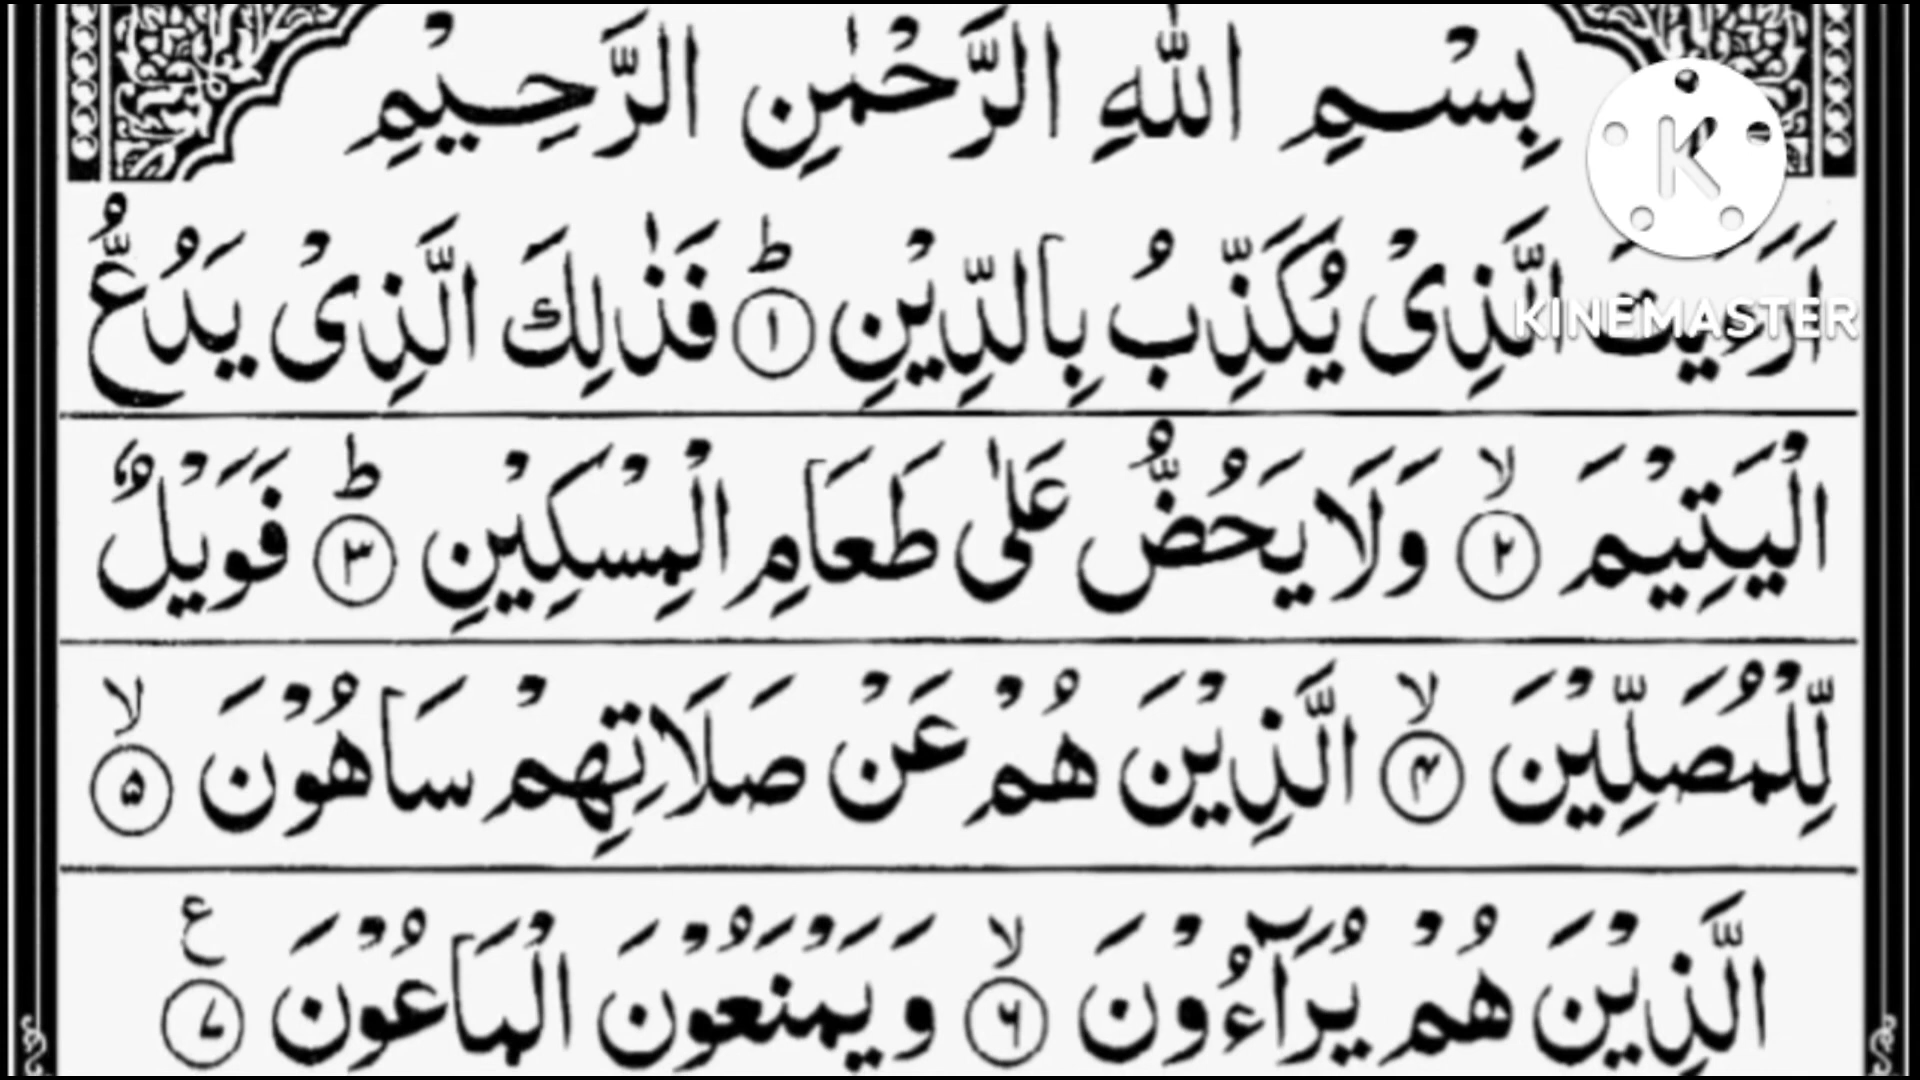 بِسْمِ اللّٰهِ الرَّحْمٰنِ الرَّحِيْمِ
اَرَءَيْتَ الَّذِىْ يُكَذِّبُ بِالدِّيْنِ ؕ ۱ فَذٰلِكَ الَّذِىْ يَدُعُّ
KINEMASTER
الْيَتِيْمَ ۙ ۲ وَلَا يَحُضُّ عَلٰى طَعَامِ الْمِسْكِيْنِ ؕ ۳ فَوَيْلٌ
لِّلْمُصَلِّيْنَ ۙ ۴ الَّذِيْنَ هُمْ عَنْ صَلَاتِهِمْ سَاهُوْنَ ۙ ۵
الَّذِيْنَ هُمْ يُرَآءُوْنَ ۙ ۶ وَيَمْنَعُوْنَ الْمَاعُوْنَ ع ۷